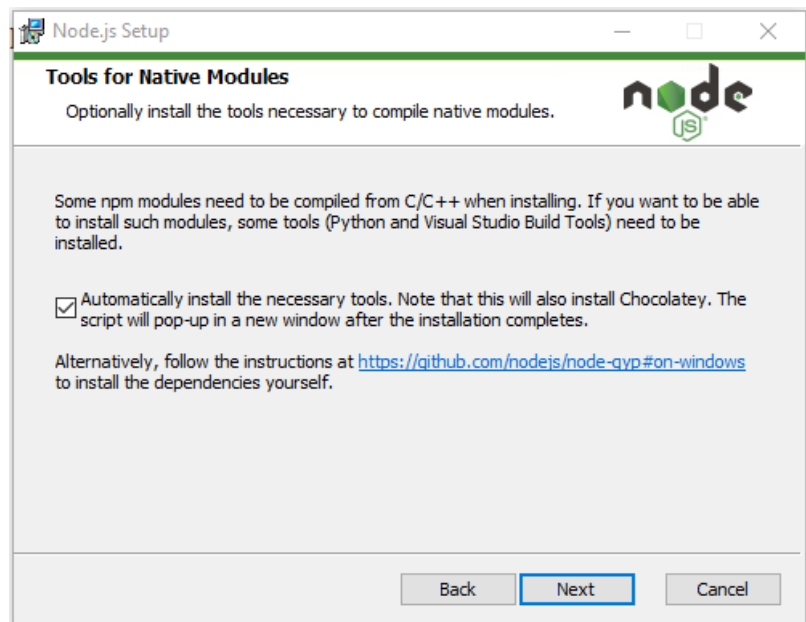 Node.js Setup
Tools for Native Modules
Optionally install the tools necessary to compile native modules.
node
JS
Some npm modules need to be compiled from C/C++ when installing. If you want to be able
to install such modules, some tools (Python and Visual Studio Build Tools) need to be
installed.
Automatically install the necessary tools. Note that this will also install Chocolatey. The
script will pop-up in a new window after the installation completes.
Alternatively, follow the instructions at https://github.com/nodejs/node-gyp#on-windows
to install the dependencies yourself.
Back Next Cancel